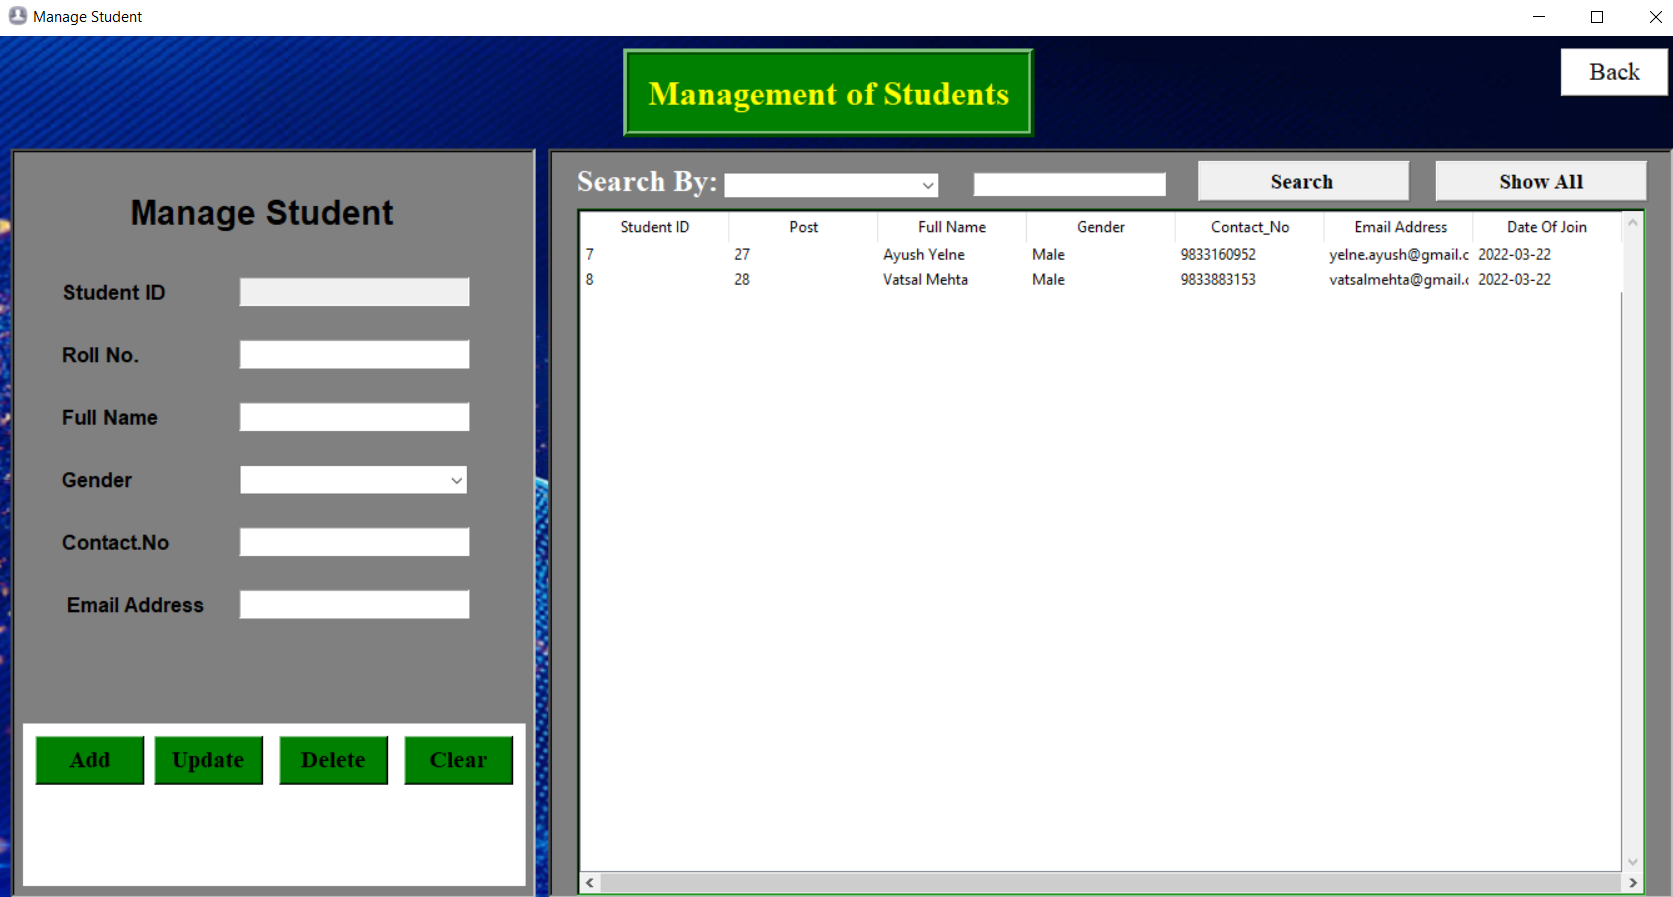 Manage Student
Management of Students
Back
Manage Student
Student ID
Roll No.
Full Name
Gender
Contact.No
Email Address
Add Update Delete Clear
Search By: Search Show All
Student ID Post Full Name Gender Contact_No Email Address Date Of Join
7 27 Ayush Yelne Male 9833160952 yelne.ayush@gmail.c 2022-03-22
8 28 Vatsal Mehta Male 9833883153 vatsalmehta@gmail.c 2022-03-22